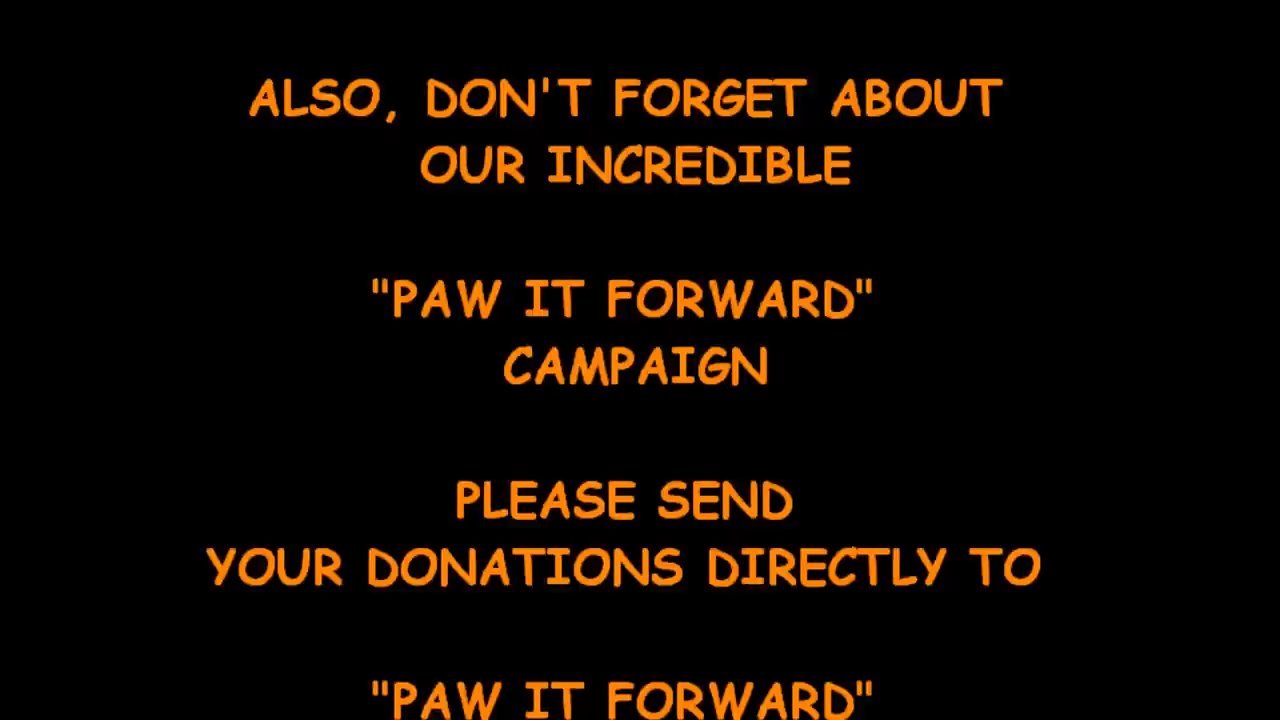 ALSO, DON'T FORGET ABOUT
OUR INCREDIBLE
"PAW IT FORWARD"
CAMPAIGN
PLEASE SEND
YOUR DONATIONS DIRECTLY TO
"PAW IT FORWARD"